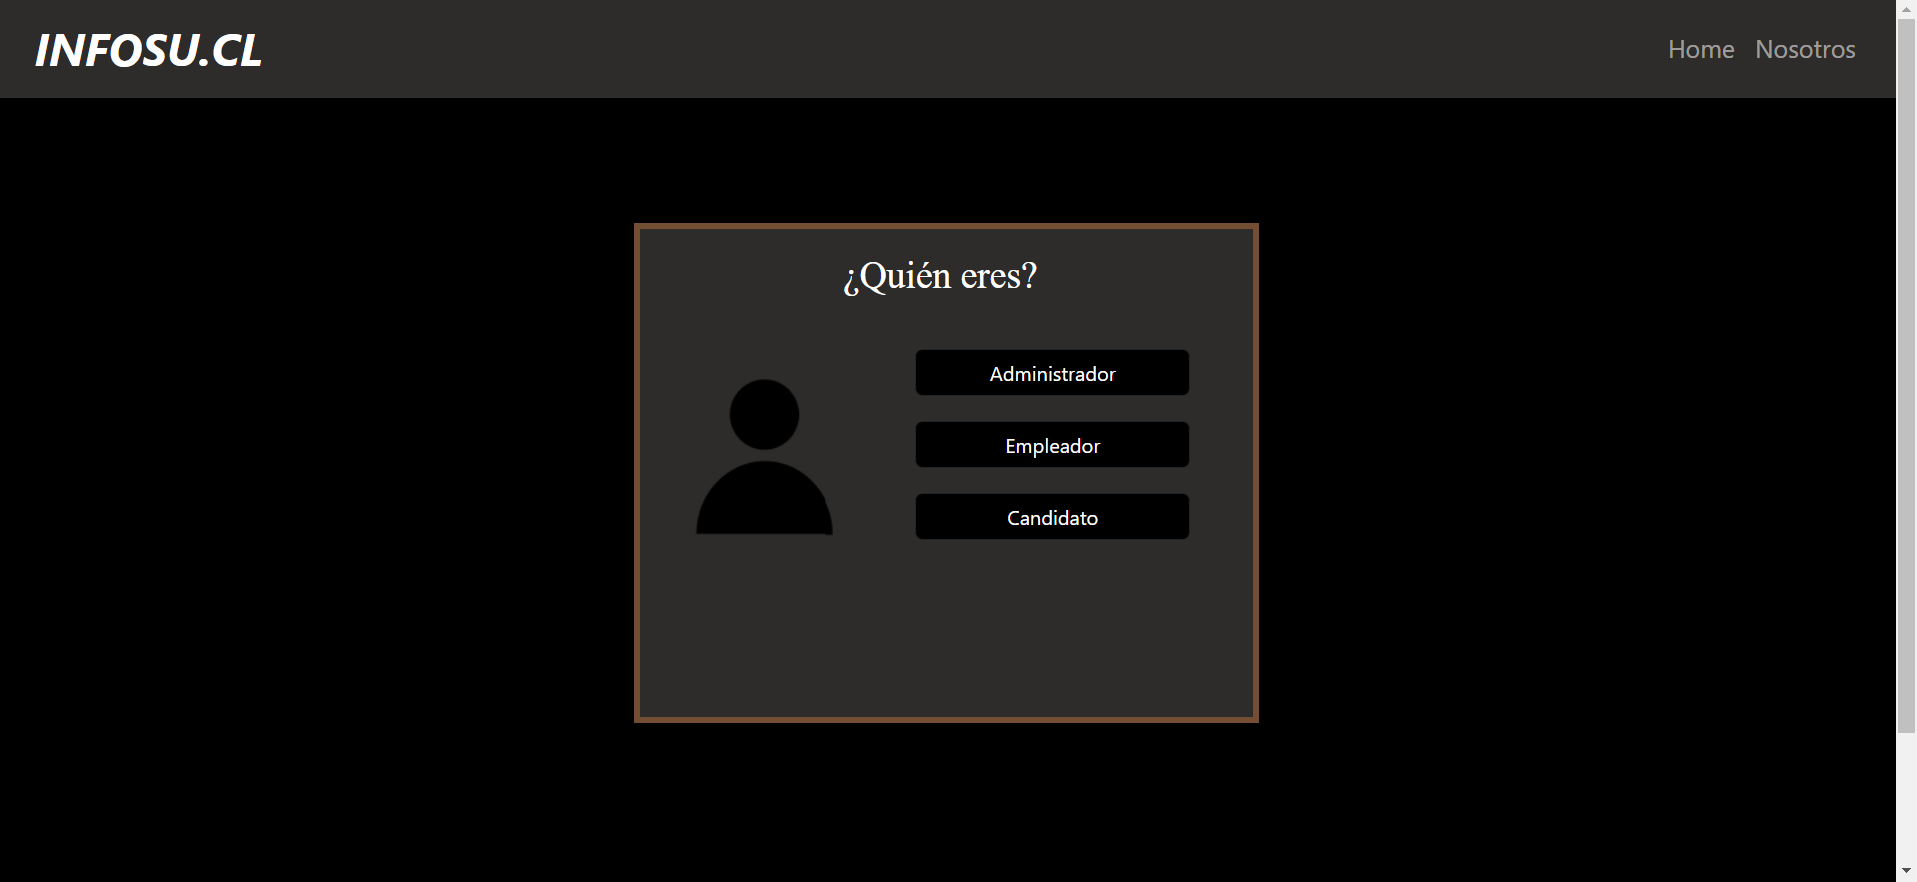 INFOSU.CL
Home Nosotros
¿Quién eres?
Administrador
Empleador
Candidato